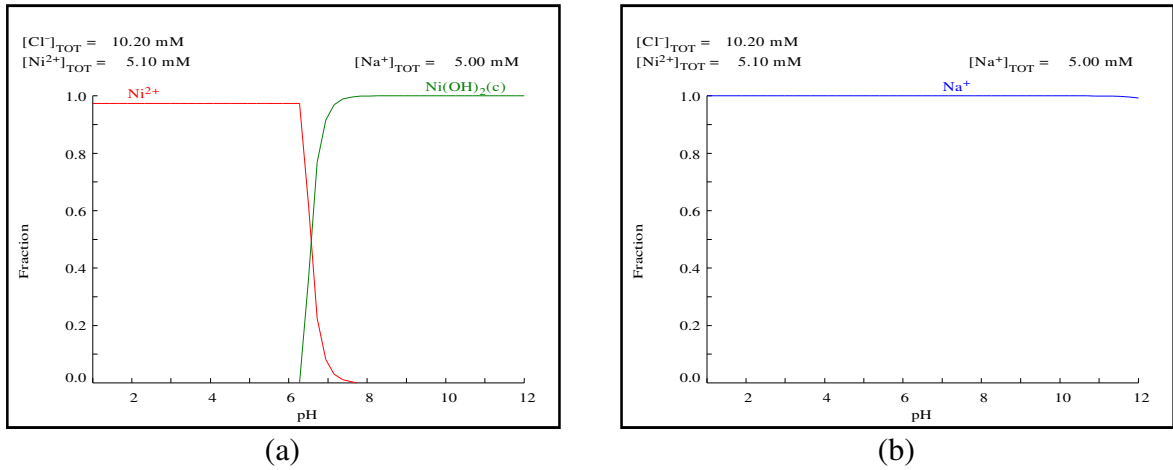 [Cl⁻]TOT = 10.20 mM
[Ni²⁺]TOT = 5.10 mM [Na⁺]TOT = 5.00 mM
Ni²⁺ Ni(OH)₂(c)
1.0
0.8
0.6
0.4
0.2
0.0
Fraction
2 4 6 8 10 12
pH
(a)
[Cl⁻]TOT = 10.20 mM
[Ni²⁺]TOT = 5.10 mM [Na⁺]TOT = 5.00 mM
Na⁺
1.0
0.8
0.6
0.4
0.2
0.0
Fraction
2 4 6 8 10 12
pH
(b)